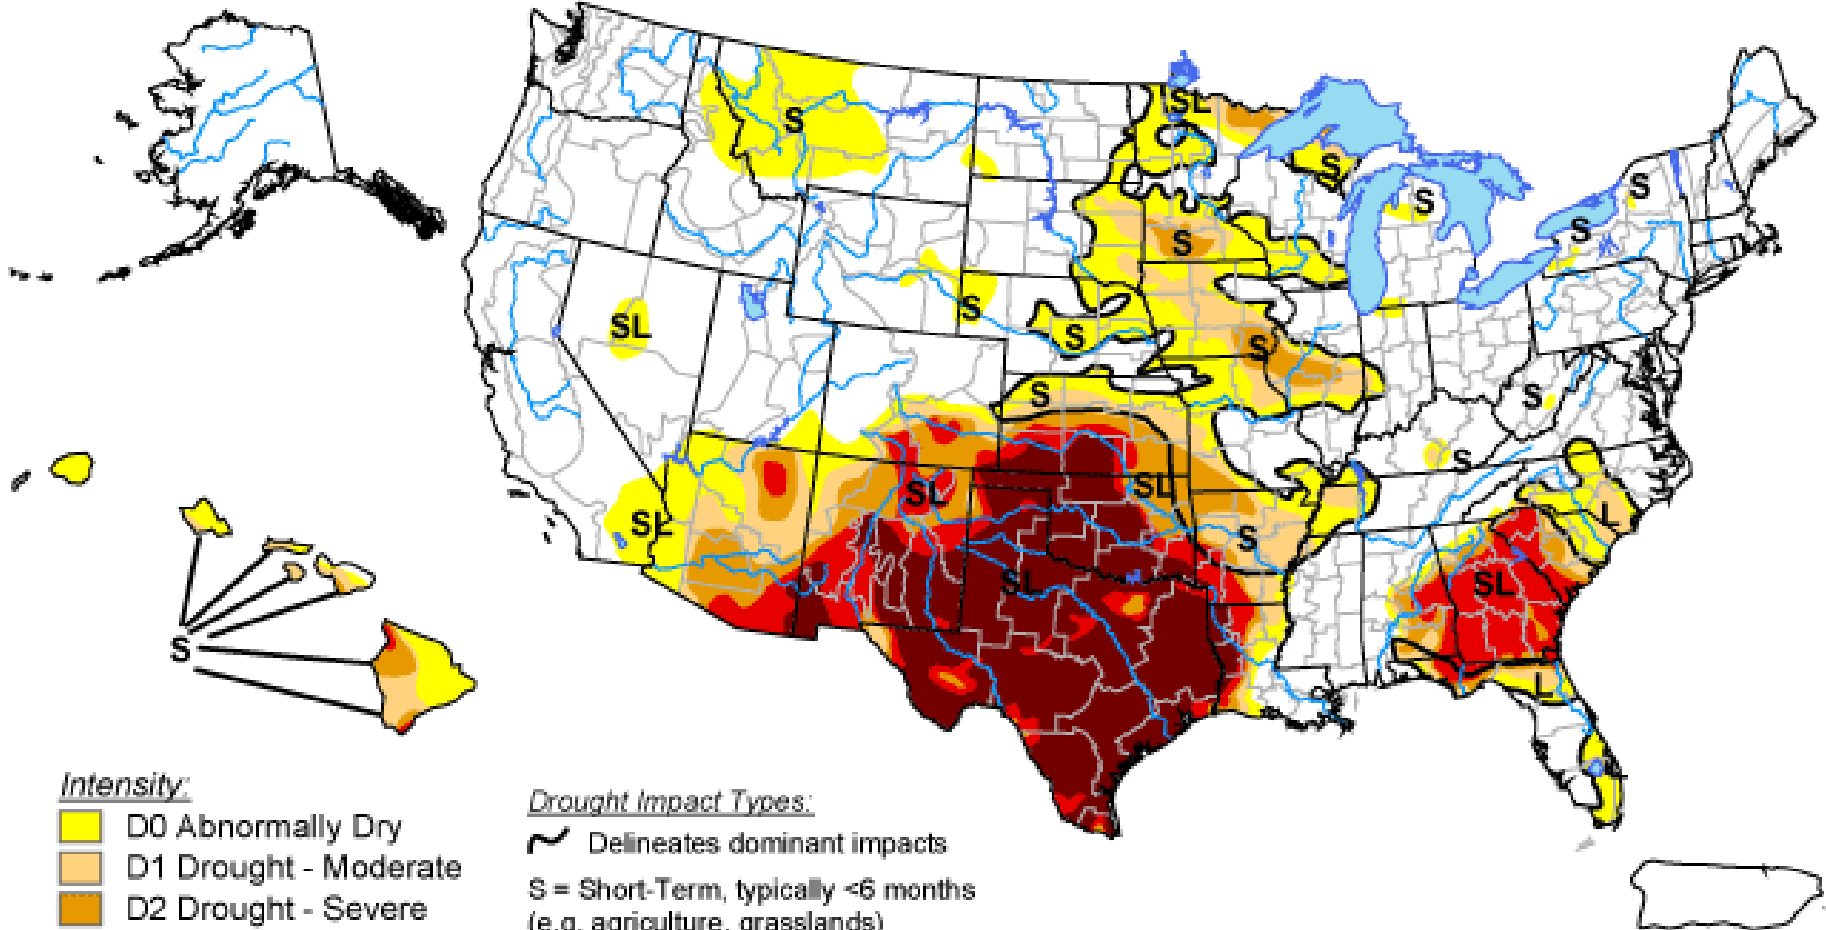 SL
S
S
S
S
S
SL
S
S
S
S
S
S
S
SL
SL
SL
S
L
SL
SL
S
L
Intensity:
D0 Abnormally Dry
D1 Drought - Moderate
D2 Drought - Severe
Drought Impact Types:
Delineates dominant impacts
S = Short-Term, typically <6 months
(e.g. agriculture, grasslands)